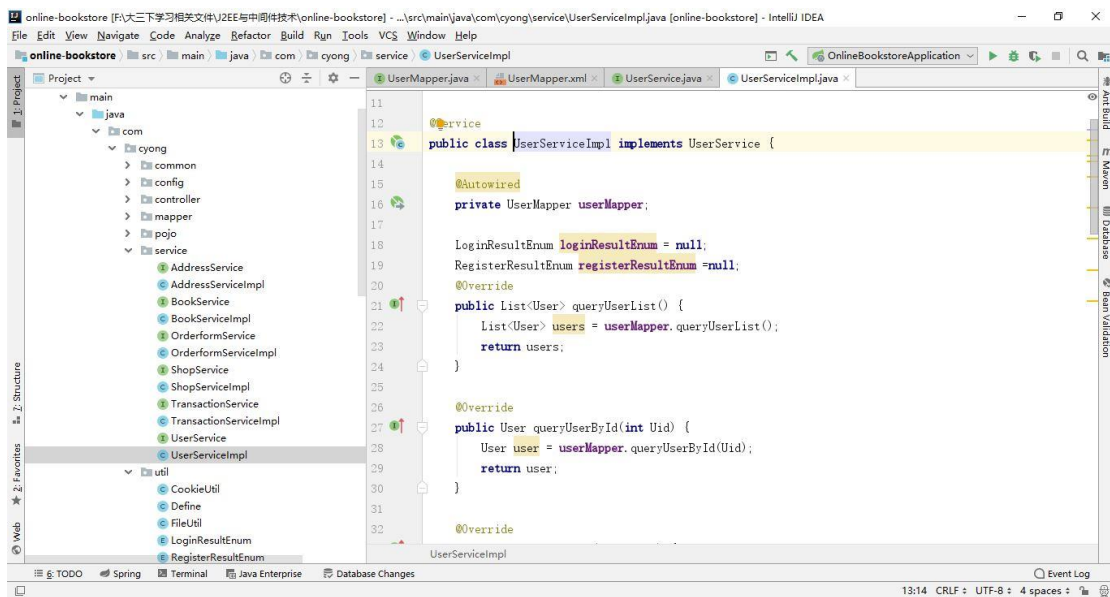 online-bookstore [F:\大三下学习相关文件\J2EE与中间件技术\online-bookstore] - ...\src\main\java\com\cyong\service\UserServiceImpl.java [online-bookstore] - IntelliJ IDEA
File Edit View Navigate Code Analyze Refactor Build Run Tools VCS Window Help
online-bookstore src main java com cyong service UserServiceImpl OnlineBookstoreApplication
Project UserMapper.java UserMapper.xml UserService.java UserServiceImpl.java
1: Project
7: Structure
2: Favorites
Web
main
java
com
cyong
common
config
controller
mapper
pojo
service
AddressService
AddressServiceImpl
BookService
BookServiceImpl
OrderformService
OrderformServiceImpl
ShopService
ShopServiceImpl
TransactionService
TransactionServiceImpl
UserService
UserServiceImpl
util
CookieUtil
Define
FileUtil
LoginResultEnum
RegisterResultEnum
11
12 @Service
13 public class UserServiceImpl implements UserService {
14
15 @Autowired
16 private UserMapper userMapper;
17
18 LoginResultEnum loginResultEnum = null;
19 RegisterResultEnum registerResultEnum =null;
20 @Override
21 public List<User> queryUserList() {
22 List<User> users = userMapper.queryUserList();
23 return users;
24 }
25
26 @Override
27 public User queryUserById(int Uid) {
28 User user = userMapper.queryUserById(Uid);
29 return user;
30 }
31
32 @Override
UserServiceImpl
Ant Build
Maven
Database
Bean Validation
6: TODO Spring Terminal Java Enterprise Database Changes Event Log
13:14 CRLF UTF-8 4 spaces